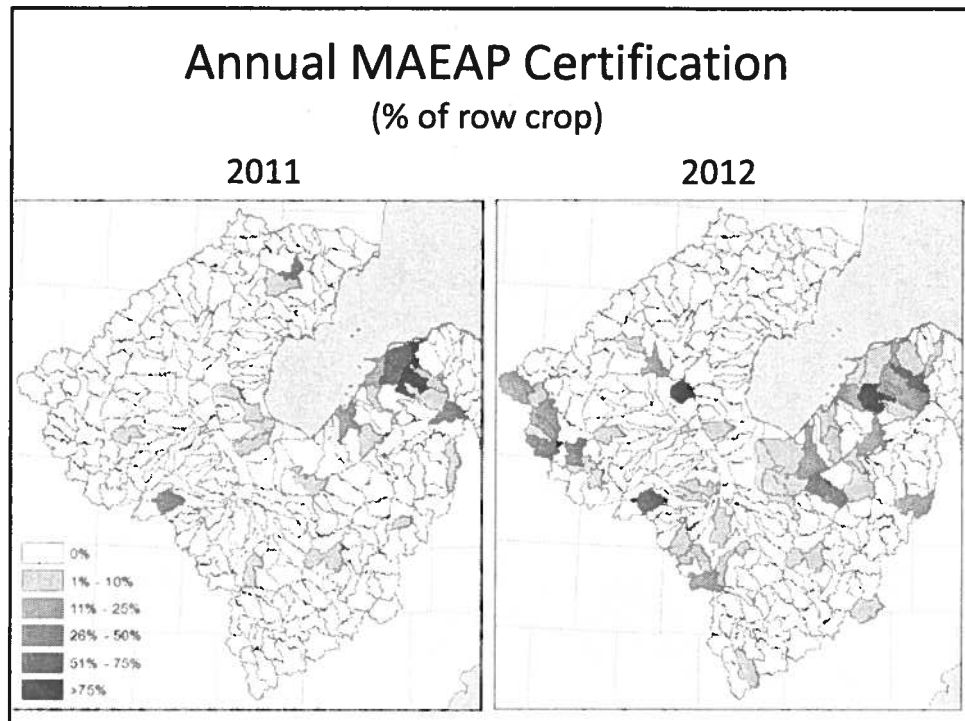 Annual MAEAP Certification
(% of row crop)
2011
2012
0%
1% - 10%
11% - 25%
26% - 50%
51% - 75%
>75%